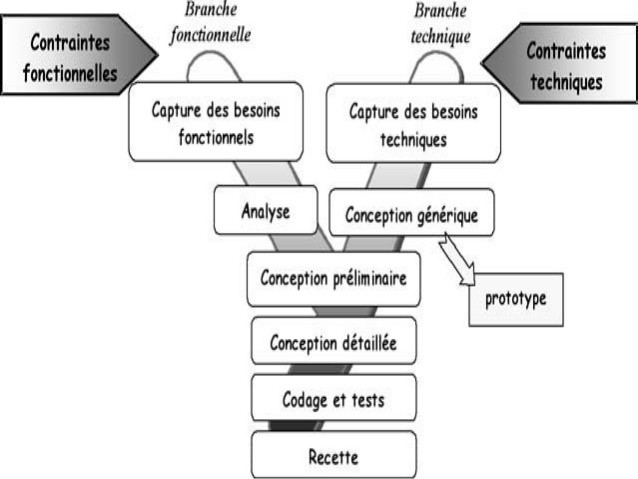 Branche
fonctionnelle
Branche
technique
Contraintes
fonctionnelles
Contraintes
techniques
Capture des besoins
fonctionnels
Capture des besoins
techniques
Analyse
Conception générique
Conception préliminaire
prototype
Conception détaillée
Codage et tests
Recette